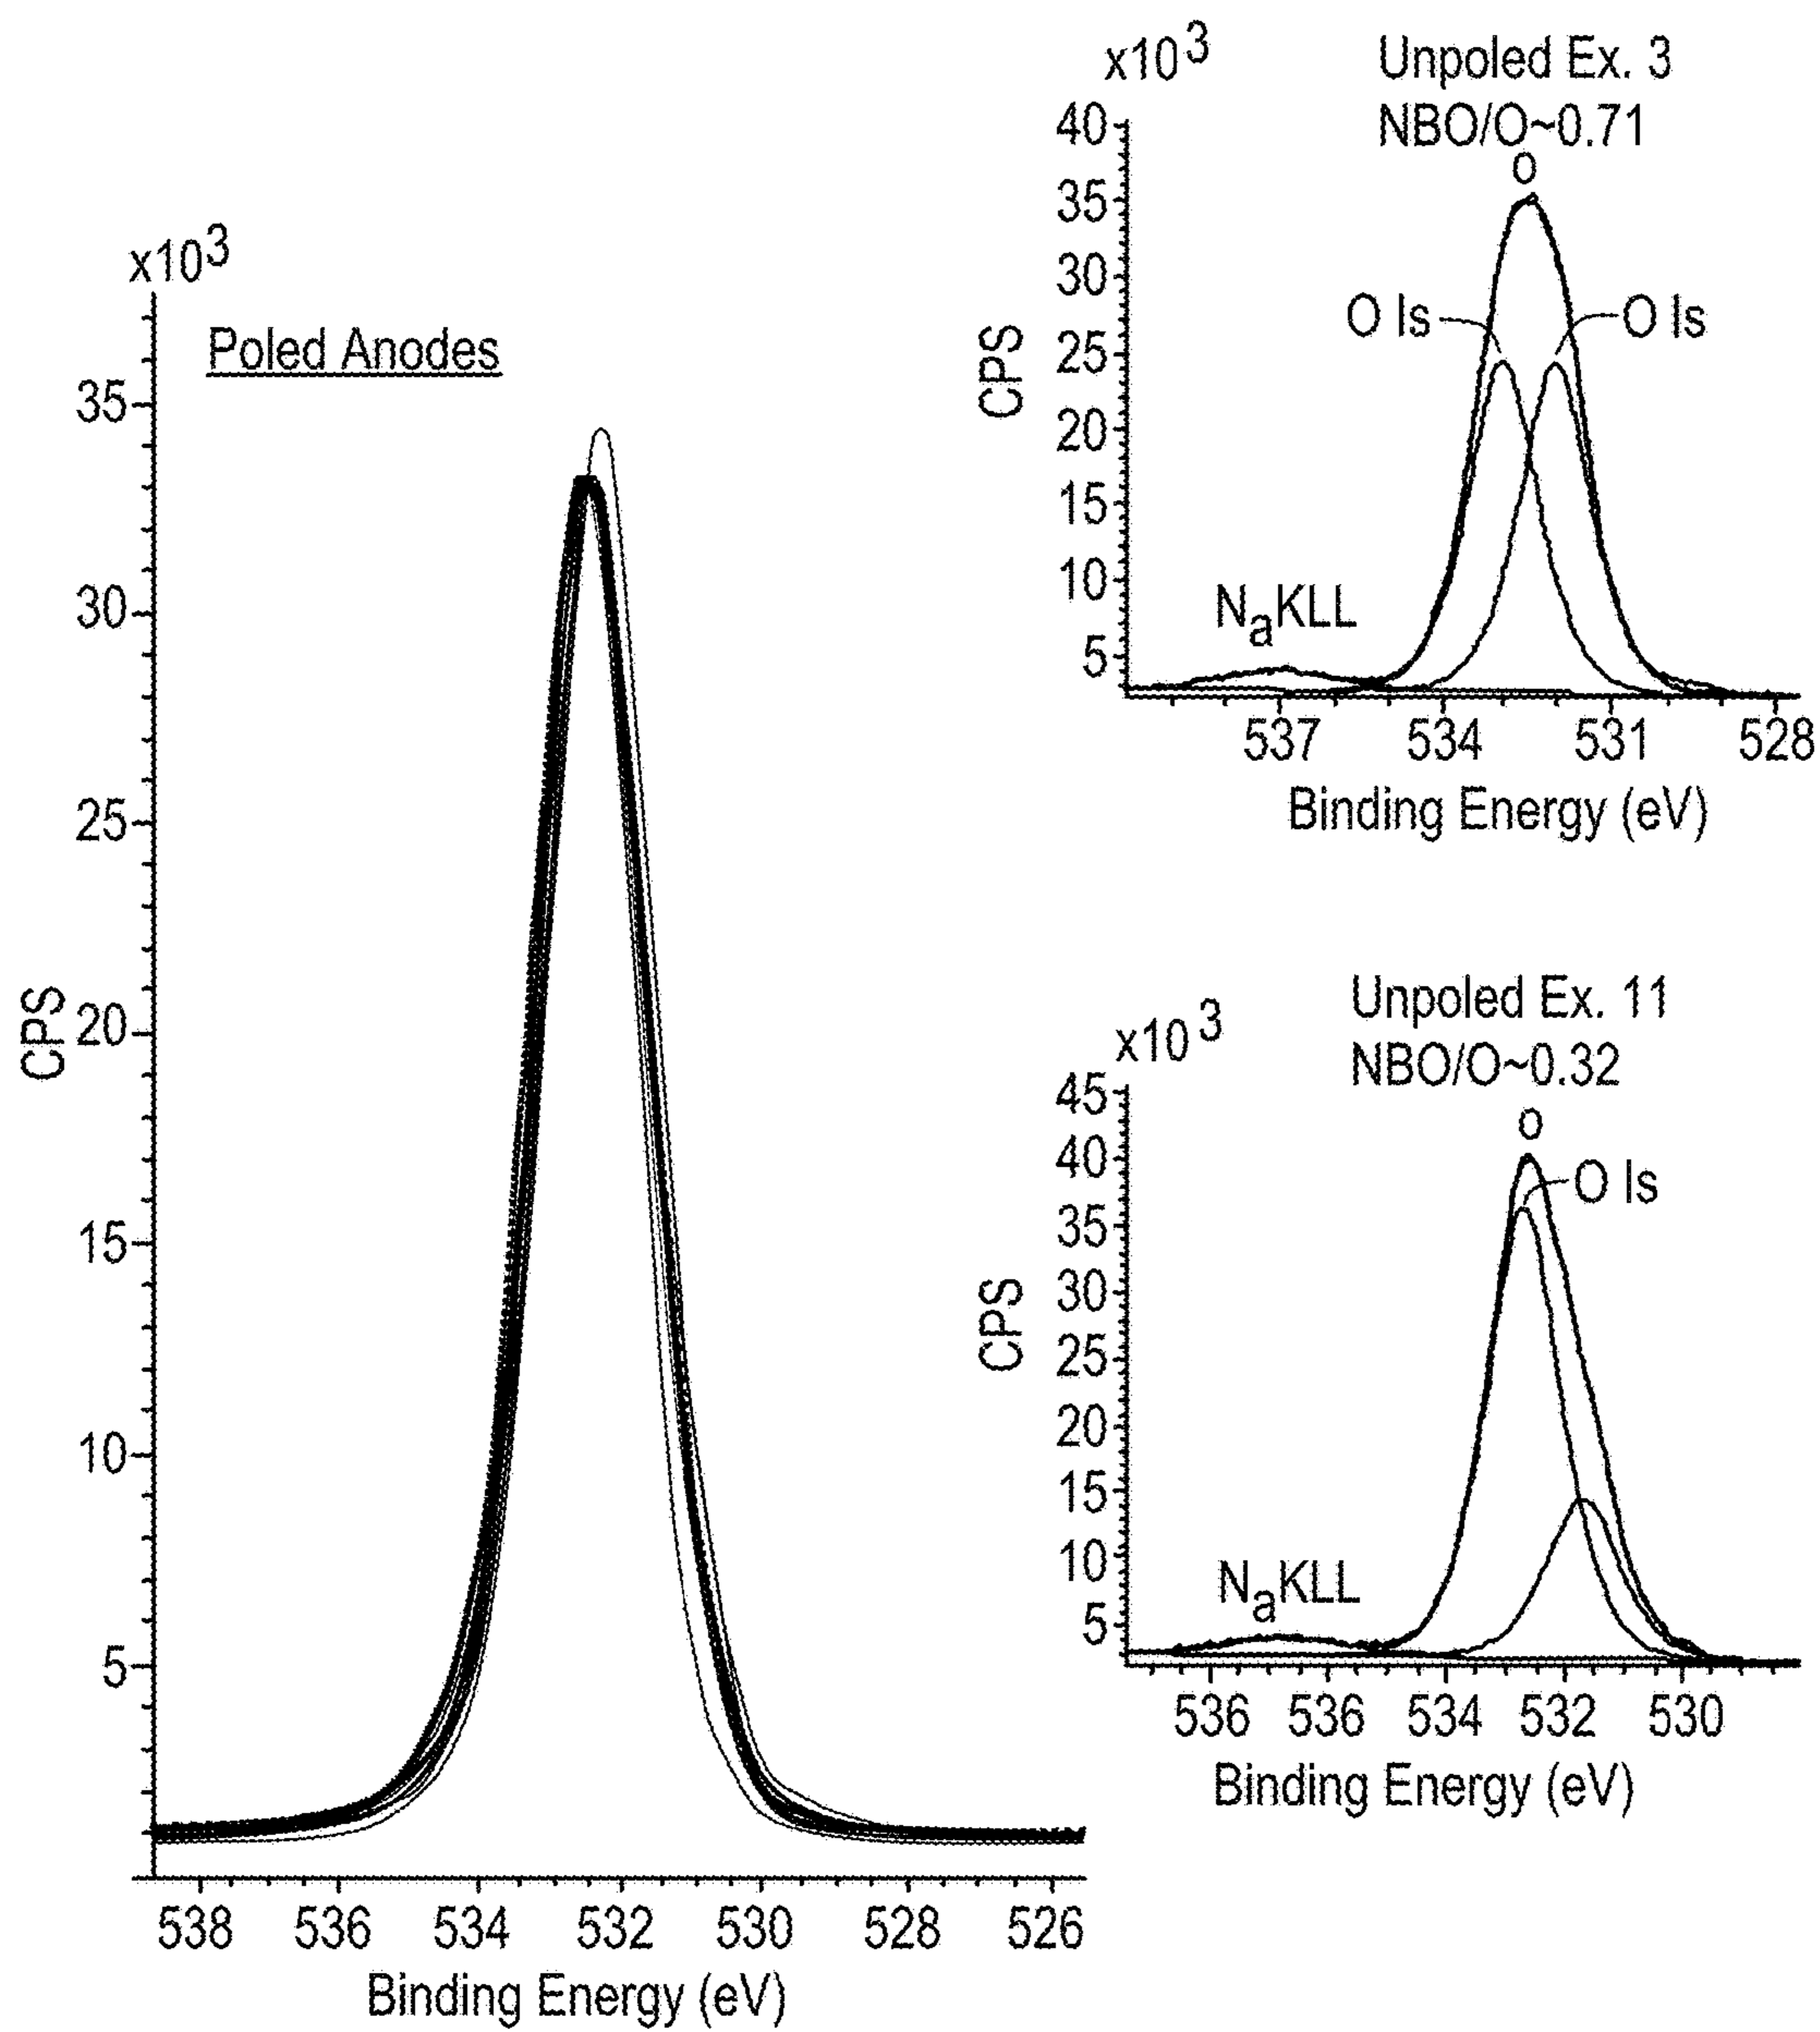 x10³
Poled Anodes
35
30
25
20
15
10
5
CPS
538 536 534 532 530 528 526
Binding Energy (eV)
x10³
Unpoled Ex. 3
NBO/O~0.71
O
40
35
30
25
20
15
10
5
CPS
O Is
O Is
NaKLL
537 534 531 528
Binding Energy (eV)
x10³
Unpoled Ex. 11
NBO/O~0.32
O
O Is
45
40
35
30
25
20
15
10
5
CPS
NaKLL
536 536 534 532 530
Binding Energy (eV)